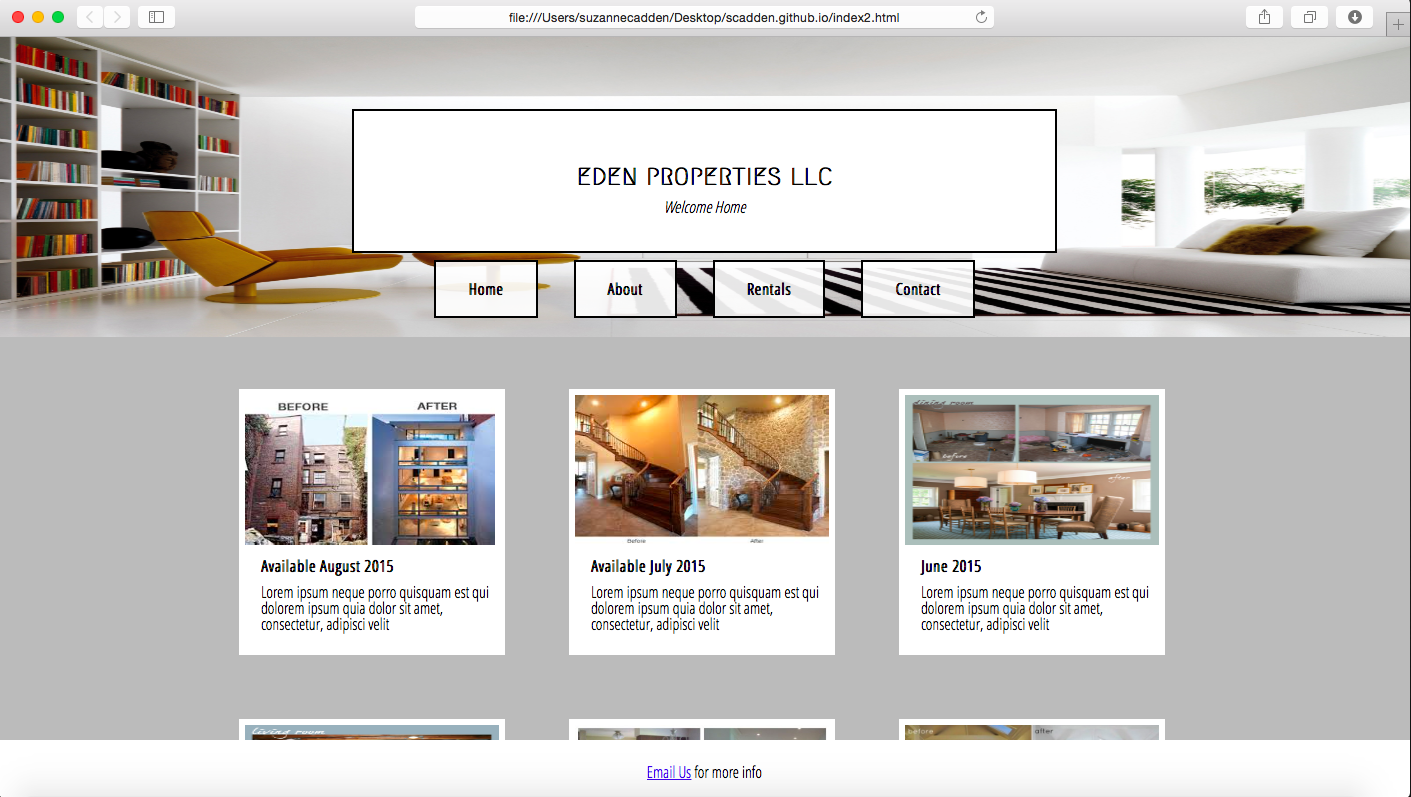 file:///Users/suzannecadden/Desktop/scadden.github.io/index2.html
EDEN PROPERTIES LLC
Welcome Home
Home About Rentals Contact
BEFORE AFTER
Before After
dining room
before
after
Available August 2015
Lorem ipsum neque porro quisquam est qui
dolorem ipsum quia dolor sit amet,
consectetur, adipisci velit
Available July 2015
Lorem ipsum neque porro quisquam est qui
dolorem ipsum quia dolor sit amet,
consectetur, adipisci velit
June 2015
Lorem ipsum neque porro quisquam est qui
dolorem ipsum quia dolor sit amet,
consectetur, adipisci velit
living room
before after
Email Us for more info